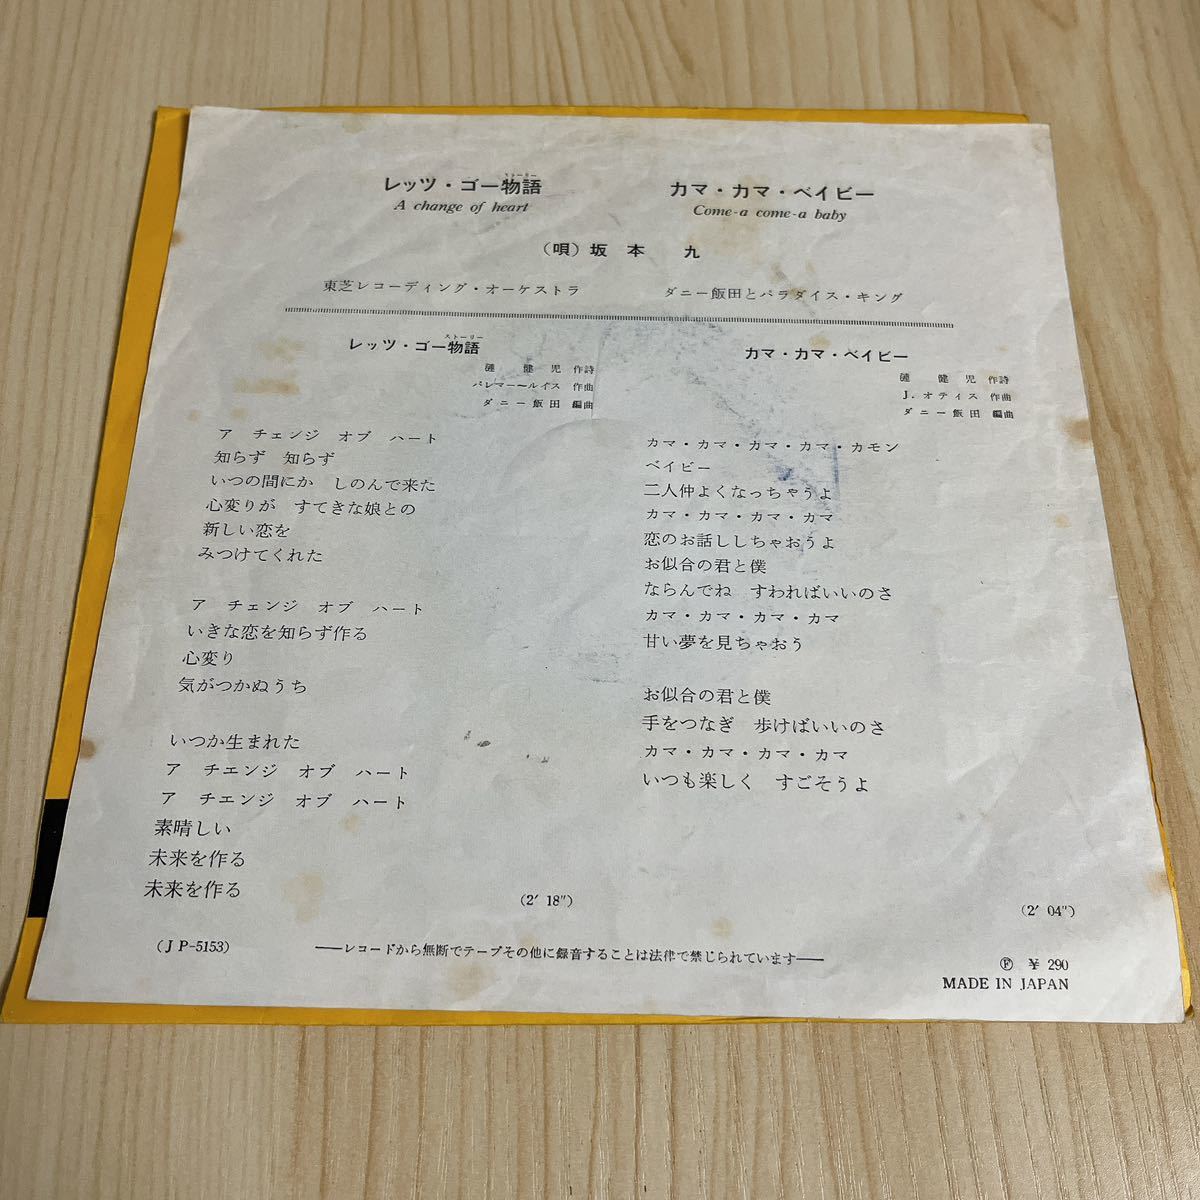 ストーリー
レッツ・ゴー物語
A change of heart
カマ・カマ・ベイビー
Come-a come-a baby
(唄) 坂本 九
東芝レコーディング・オーケストラ
ダニー飯田とパラダイス・キング
ストーリー
レッツ・ゴー物語
漣 健児 作詩
パレマールイス 作曲
ダニー飯田 編曲
ア チェンジ オブ ハート
知らず 知らず
いつの間にか しのんで来た
心変りが すてきな娘との
新しい恋を
みつけてくれた
ア チェンジ オブ ハート
いきな恋を知らず作る
心変り
気がつかぬうち
いつか生まれた
ア チエンジ オブ ハート
ア チエンジ オブ ハート
素晴しい
未来を作る
未来を作る
(2′ 18″)
カマ・カマ・ベイビー
漣 健児 作詩
J. オティス 作曲
ダニー飯田 編曲
カマ・カマ・カマ・カマ・カモン
ベイビー
二人仲よくなっちゃうよ
カマ・カマ・カマ・カマ
恋のお話ししちゃおうよ
お似合の君と僕
ならんでね すわればいいのさ
カマ・カマ・カマ・カマ
甘い夢を見ちゃおう
お似合の君と僕
手をつなぎ 歩けばいいのさ
カマ・カマ・カマ・カマ
いつも楽しく すごそうよ
(2′ 04″)
(JP-5153)
——レコードから無断でテープその他に録音することは法律で禁じられています——
Ⓕ ¥ 290
MADE IN JAPAN